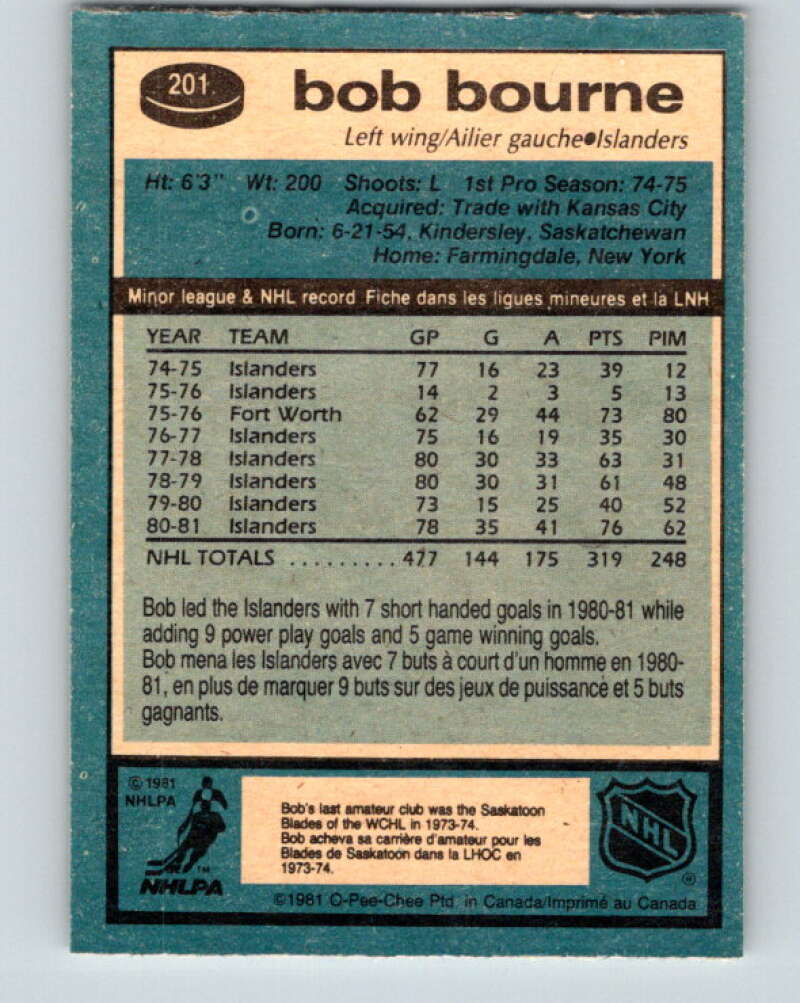 201
bob bourne
Left wing/Ailier gauche●Islanders
Ht: 6'3" Wt: 200 Shoots: L 1st Pro Season: 74-75
Acquired: Trade with Kansas City
Born: 6-21-54, Kindersley, Saskatchewan
Home: Farmingdale, New York
Minor league & NHL record Fiche dans les ligues mineures et la LNH
YEAR TEAM GP G A PTS PIM
74-75 Islanders 77 16 23 39 12
75-76 Islanders 14 2 3 5 13
75-76 Fort Worth 62 29 44 73 80
76-77 Islanders 75 16 19 35 30
77-78 Islanders 80 30 33 63 31
78-79 Islanders 80 30 31 61 48
79-80 Islanders 73 15 25 40 52
80-81 Islanders 78 35 41 76 62
NHL TOTALS ......... 477 144 175 319 248
Bob led the Islanders with 7 short handed goals in 1980-81 while
adding 9 power play goals and 5 game winning goals.
Bob mena les Islanders avec 7 buts à court d'un homme en 1980-
81, en plus de marquer 9 buts sur des jeux de puissance et 5 buts
gagnants.
© 1981
NHLPA
TM
NHLPA
Bob's last amateur club was the Saskatoon
Blades of the WCHL in 1973-74.
Bob acheva sa carrière d'amateur pour les
Blades de Saskatoon dans la LHOC en
1973-74.
NHL
®
©1981 O-Pee-Chee Ptd. in Canada/Imprimé au Canada